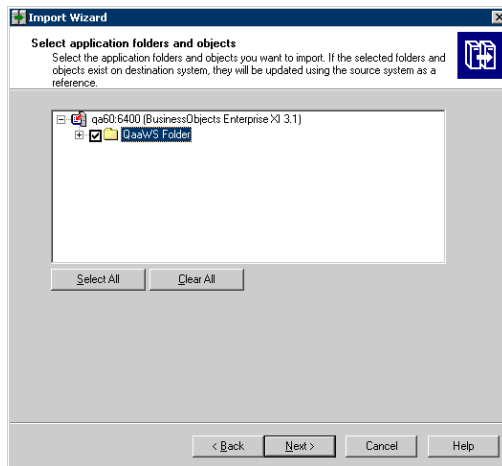 Import Wizard
Select application folders and objects
Select the application folders and objects you want to import. If the selected folders and
objects exist on destination system, they will be updated using the source system as a
reference.
qa60:6400 (BusinessObjects Enterprise XI 3.1)
QaaWS Folder
Select All Clear All
< Back Next > Cancel Help